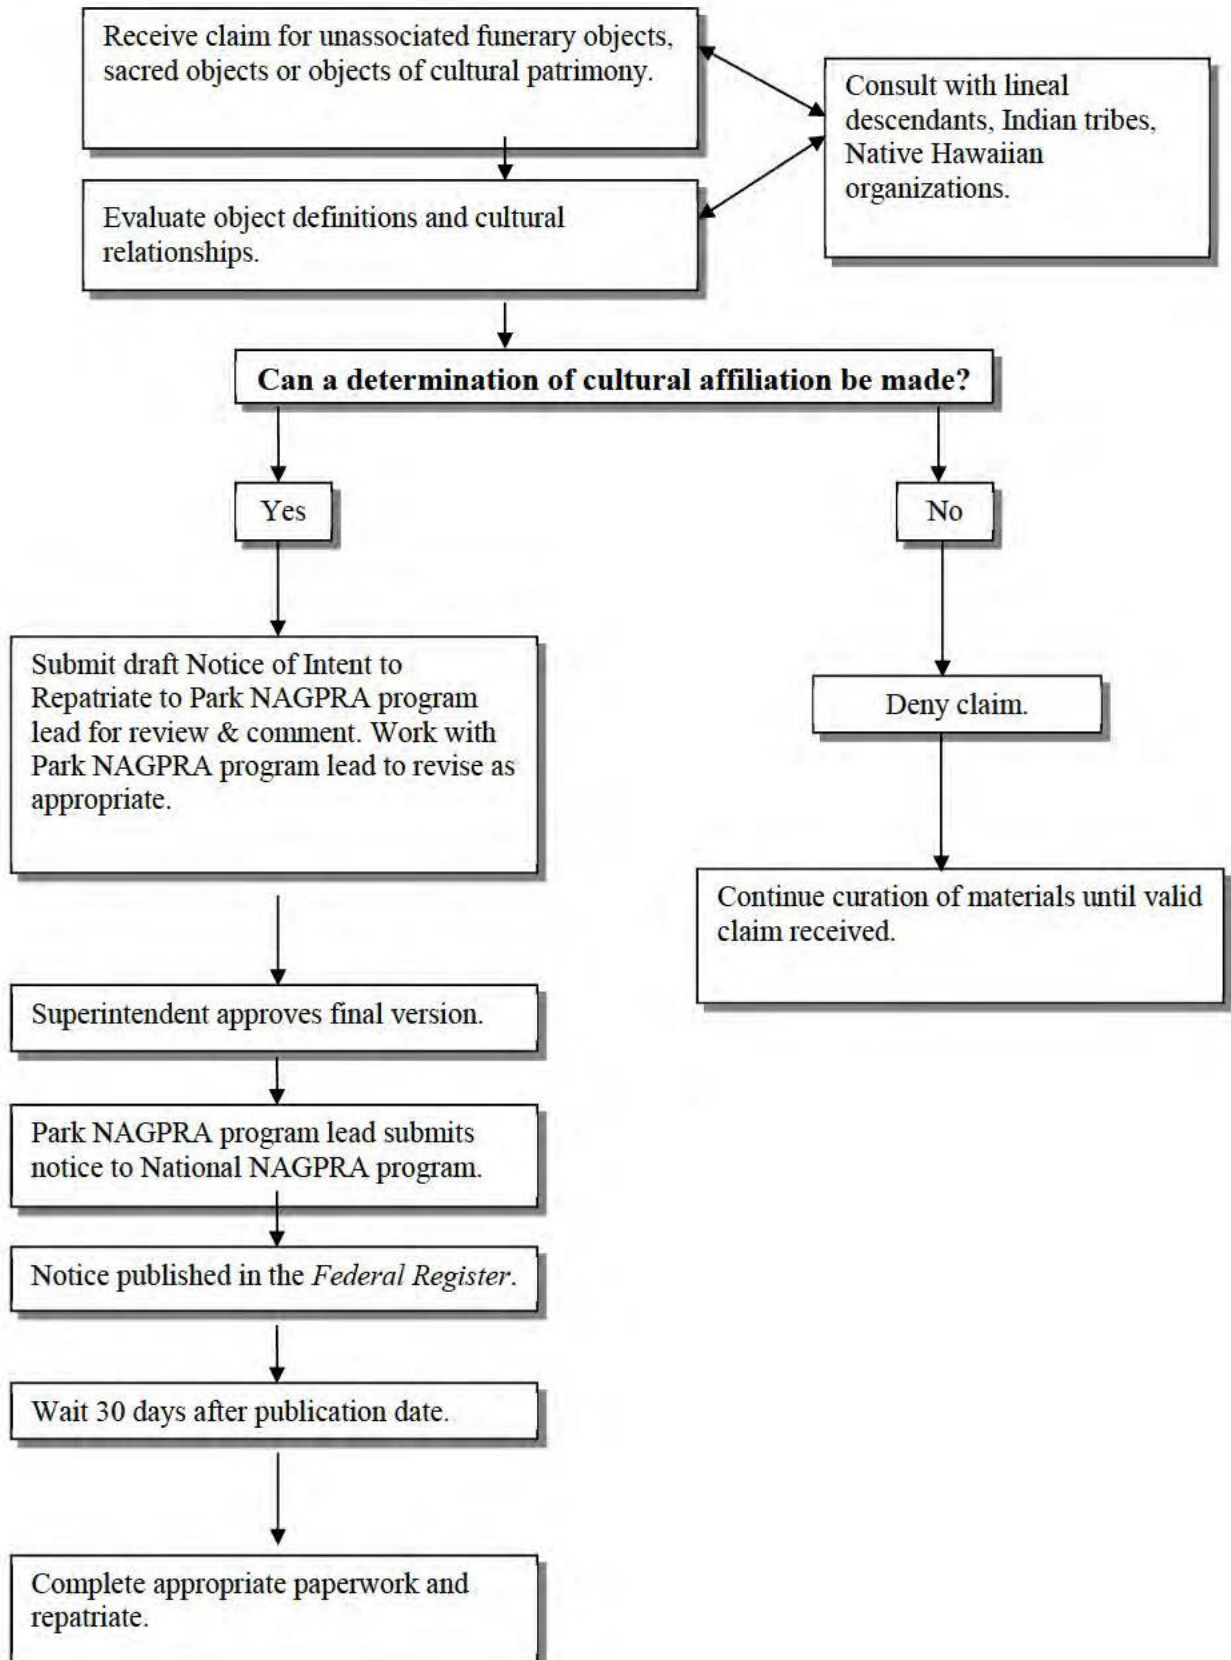 Receive claim for unassociated funerary objects,
sacred objects or objects of cultural patrimony.
Consult with lineal
descendants, Indian tribes,
Native Hawaiian
organizations.
Evaluate object definitions and cultural
relationships.
Can a determination of cultural affiliation be made?
Yes
No
Submit draft Notice of Intent to
Repatriate to Park NAGPRA program
lead for review & comment. Work with
Park NAGPRA program lead to revise as
appropriate.
Deny claim.
Continue curation of materials until valid
claim received.
Superintendent approves final version.
Park NAGPRA program lead submits
notice to National NAGPRA program.
Notice published in the Federal Register.
Wait 30 days after publication date.
Complete appropriate paperwork and
repatriate.